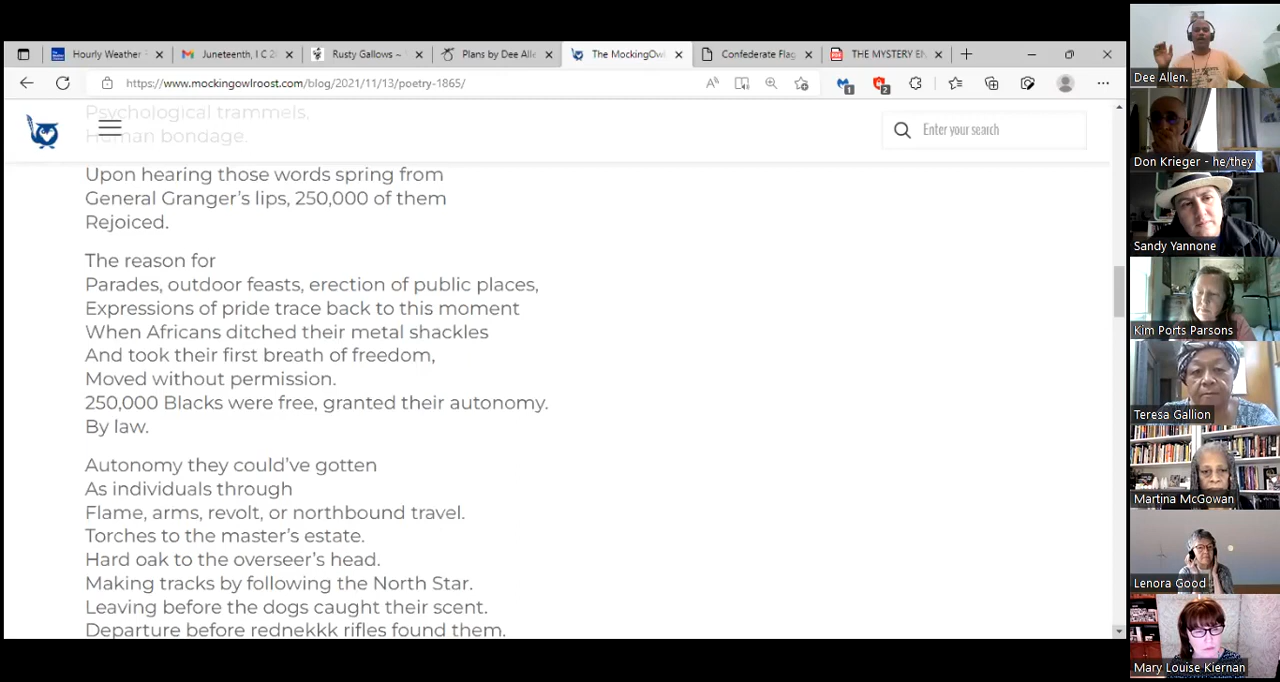 Hourly Weather
Juneteenth, I C 2
Rusty Gallows ~
Plans by Dee Alle
The MockingOwl
Confederate Flag
THE MYSTERY EN
https://www.mockingowlroost.com/blog/2021/11/13/poetry-1865/
1
2
Enter your search
Psychological trammels,
Human bondage.
Upon hearing those words spring from
General Granger's lips, 250,000 of them
Rejoiced.
The reason for
Parades, outdoor feasts, erection of public places,
Expressions of pride trace back to this moment
When Africans ditched their metal shackles
And took their first breath of freedom,
Moved without permission.
250,000 Blacks were free, granted their autonomy.
By law.
Autonomy they could've gotten
As individuals through
Flame, arms, revolt, or northbound travel.
Torches to the master's estate.
Hard oak to the overseer's head.
Making tracks by following the North Star.
Leaving before the dogs caught their scent.
Departure before rednekkk rifles found them.
Dee Allen.
Don Krieger - he/they
Sandy Yannone
Kim Ports Parsons
Teresa Gallion
Martina McGowan
Lenora Good
Mary Louise Kiernan